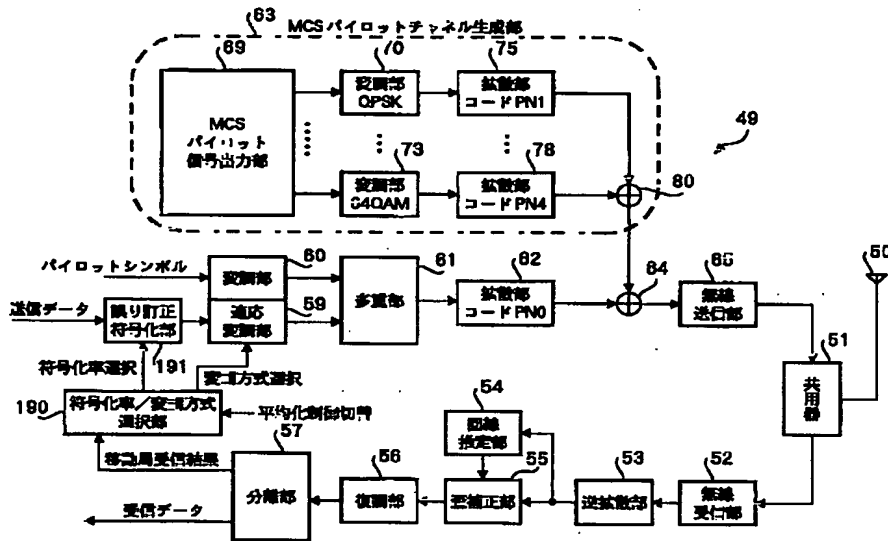 63
MCSパイロットチャネル生成部
69
MCS
パイロット
信号出力部
70
変調部
QPSK
75
拡散部
コードPN1
49
73
変調部
64QAM
78
拡散部
コードPN4
80
パイロットシンボル
60
変調部
61
多重部
62
拡散部
コードPN0
64
65
無線
送信部
50
送信データ
誤り訂正
符号化部
191
適応
変調部
59
51
共用器
符号化率選択
変調方式選択
190
符号化率/変調方式
選択部
平均化制御切替
移動局受信結果
57
分離部
受信データ
56
復調部
54
回線
推定部
55
歪補正部
53
逆拡散部
52
無線
受信部